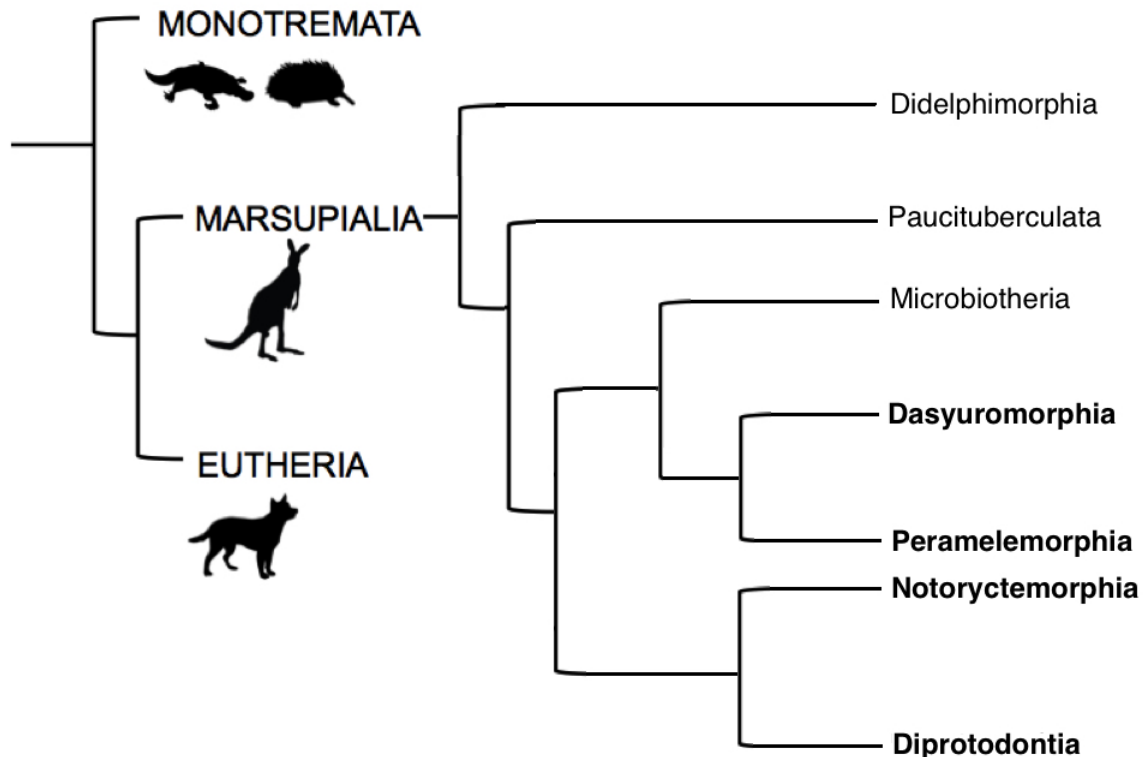 MONOTREMATA
MARSUPIALIA
EUTHERIA
Didelphimorphia
Paucituberculata
Microbiotheria
Dasyuromorphia
Peramelemorphia
Notoryctemorphia
Diprotodontia